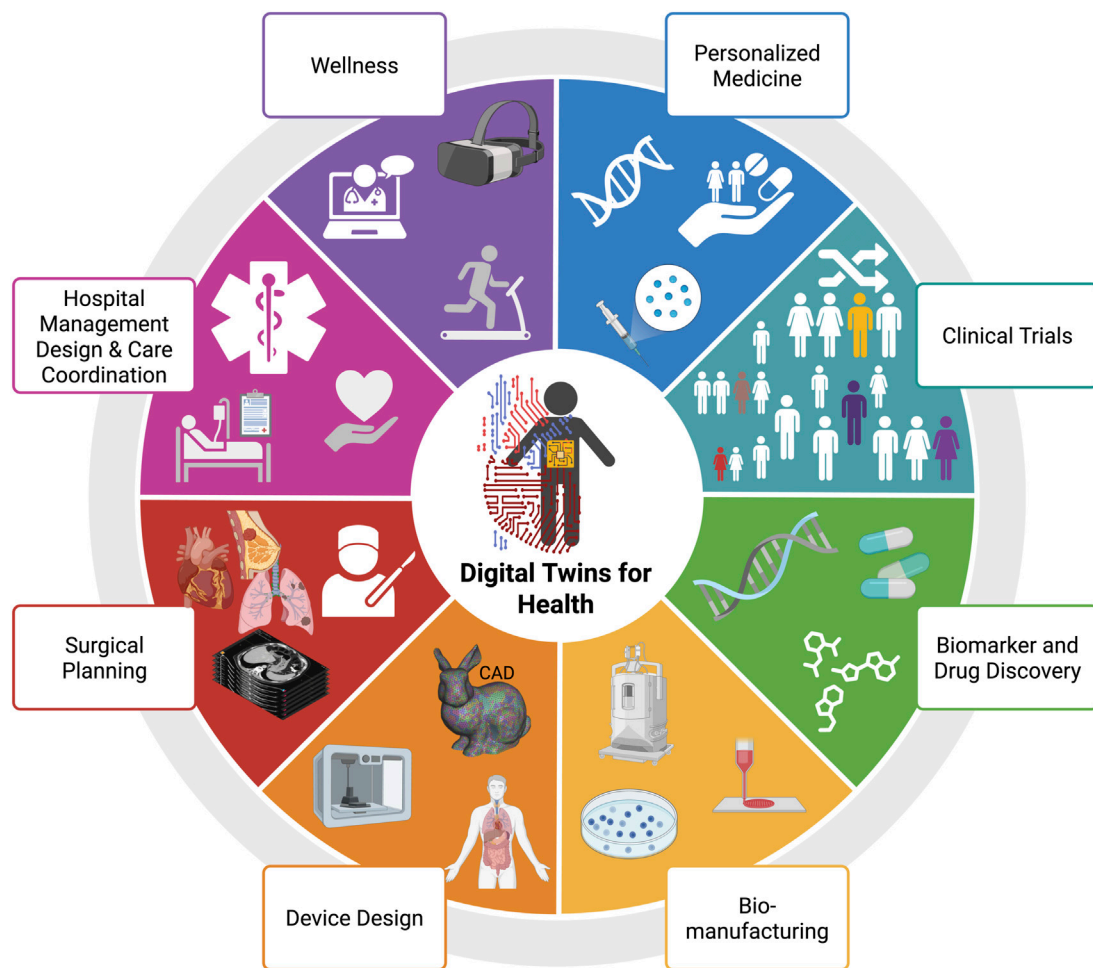 Wellness
Personalized
Medicine
Hospital
Management
Design & Care
Coordination
Clinical Trials
Digital Twins for
Health
Surgical
Planning
CAD
Biomarker and
Drug Discovery
Device Design
Bio-
manufacturing